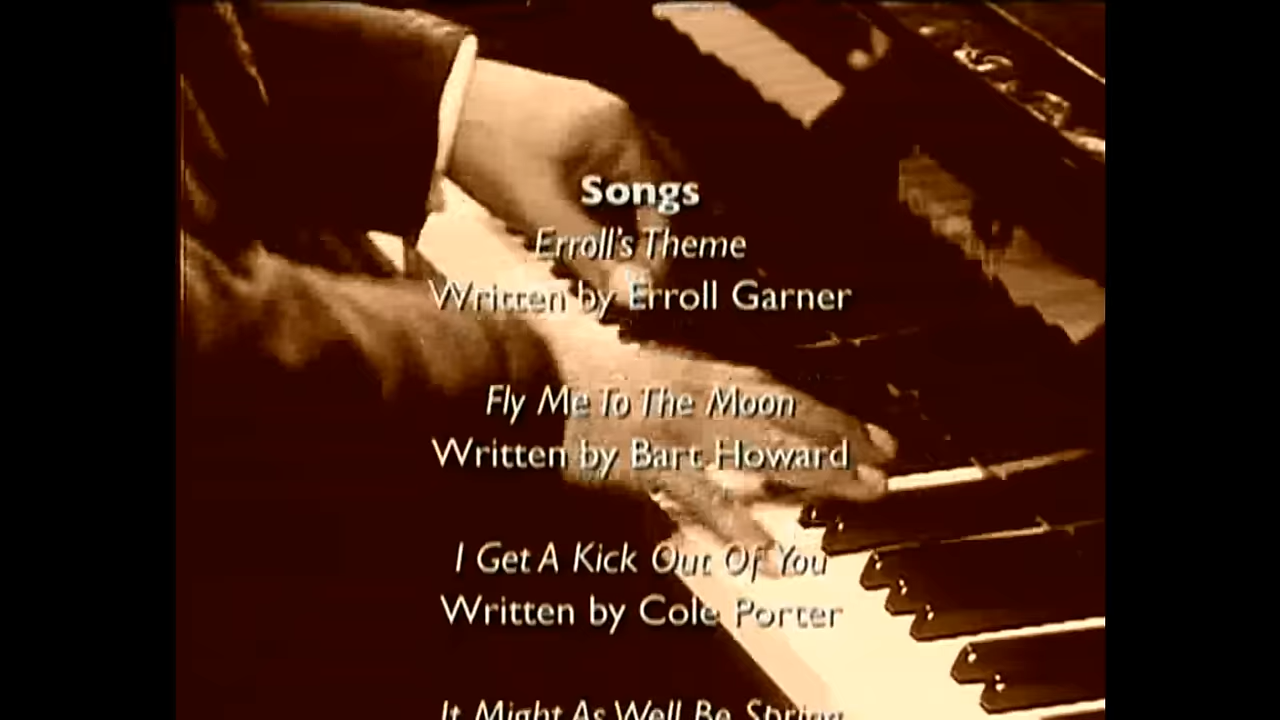 Songs
Erroll's Theme
Written by Erroll Garner
Fly Me To The Moon
Written by Bart Howard
I Get A Kick Out Of You
Written by Cole Porter
It Might As Well Be Spring